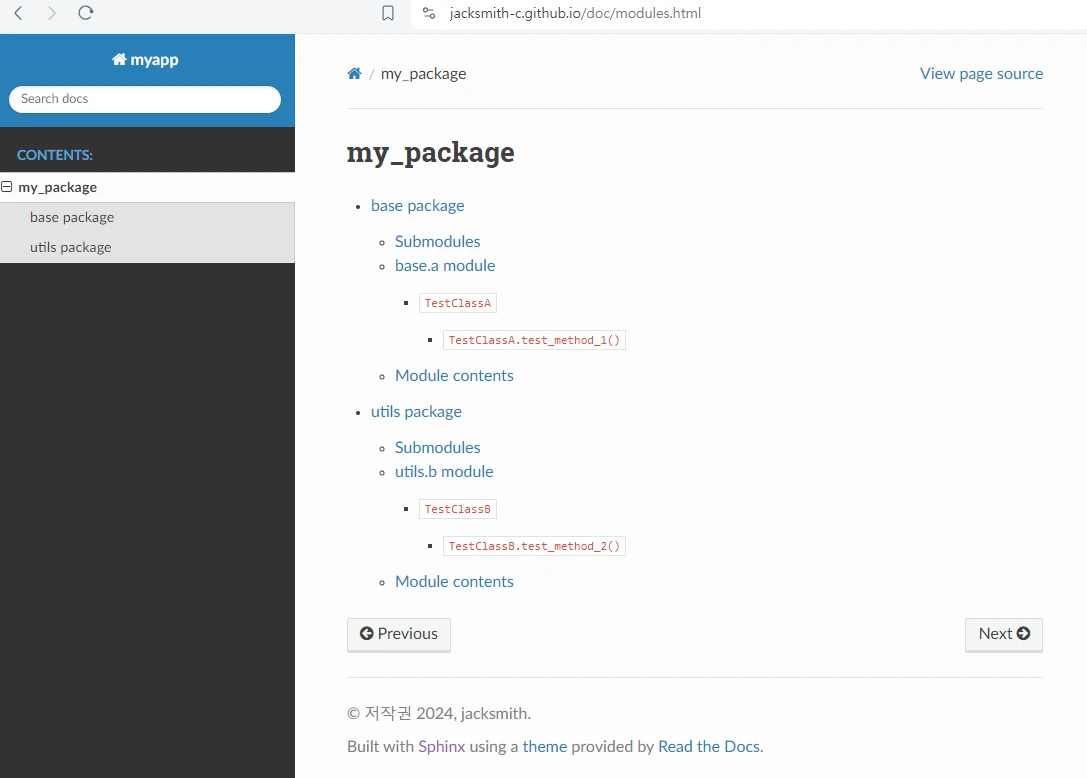 jacksmith-c.github.io/doc/modules.html
myapp
Search docs
CONTENTS:
my_package
base package
utils package
/ my_package
View page source
my_package
base package
Submodules
base.a module
TestClassA
TestClassA.test_method_1()
Module contents
utils package
Submodules
utils.b module
TestClassB
TestClassB.test_method_2()
Module contents
Previous
Next
© 저작권 2024, jacksmith.
Built with Sphinx using a theme provided by Read the Docs.